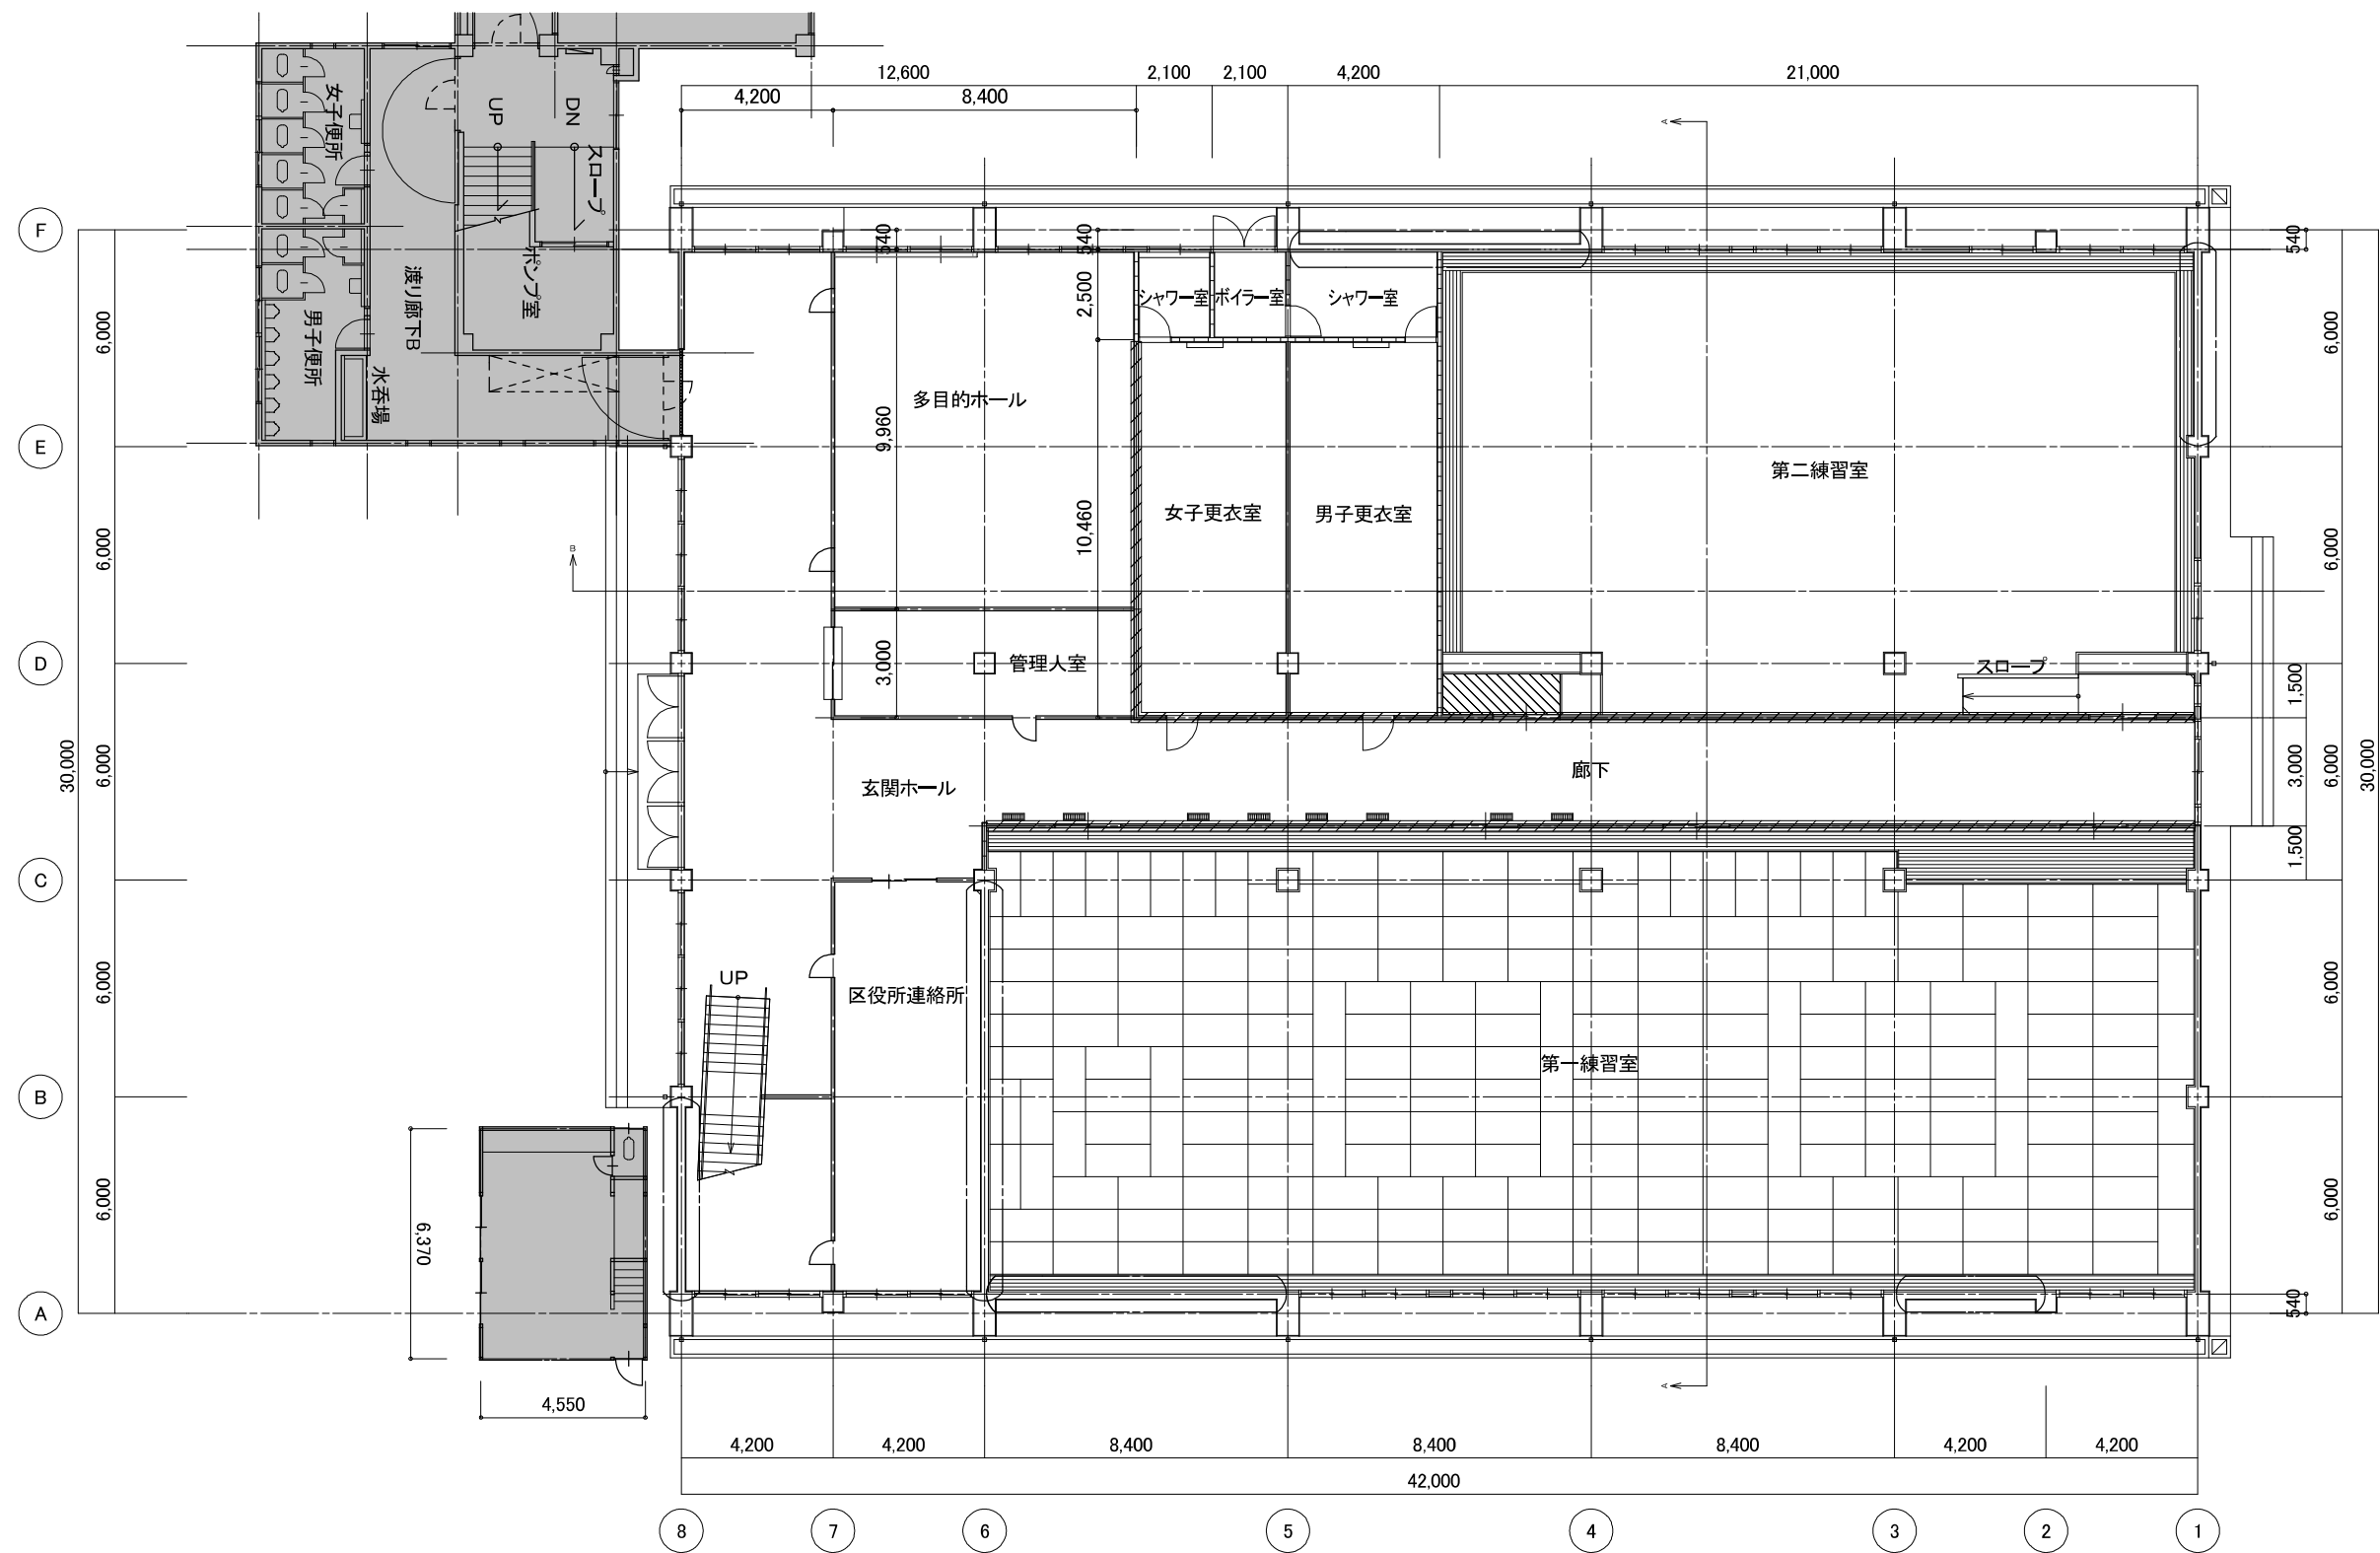 12,600
2,100
2,100
4,200
21,000
4,200
8,400
A
女子便所
UP
DN
スロープ
F
540
540
540
渡り廊下B
ポンプ室
2,500
シャワー室
ボイラー室
シャワー室
6,000
男子便所
6,000
水呑場
多目的ホール
9,960
E
第二練習室
10,460
女子更衣室
男子更衣室
6,000
B
6,000
D
3,000
管理人室
スロープ
1,500
30,000
6,000
玄関ホール
廊下
3,000
6,000
30,000
1,500
C
6,000
UP
区役所連絡所
6,000
第一練習室
B
6,000
6,370
6,000
A
540
A
4,550
4,200
4,200
8,400
8,400
8,400
4,200
4,200
42,000
8
7
6
5
4
3
2
1